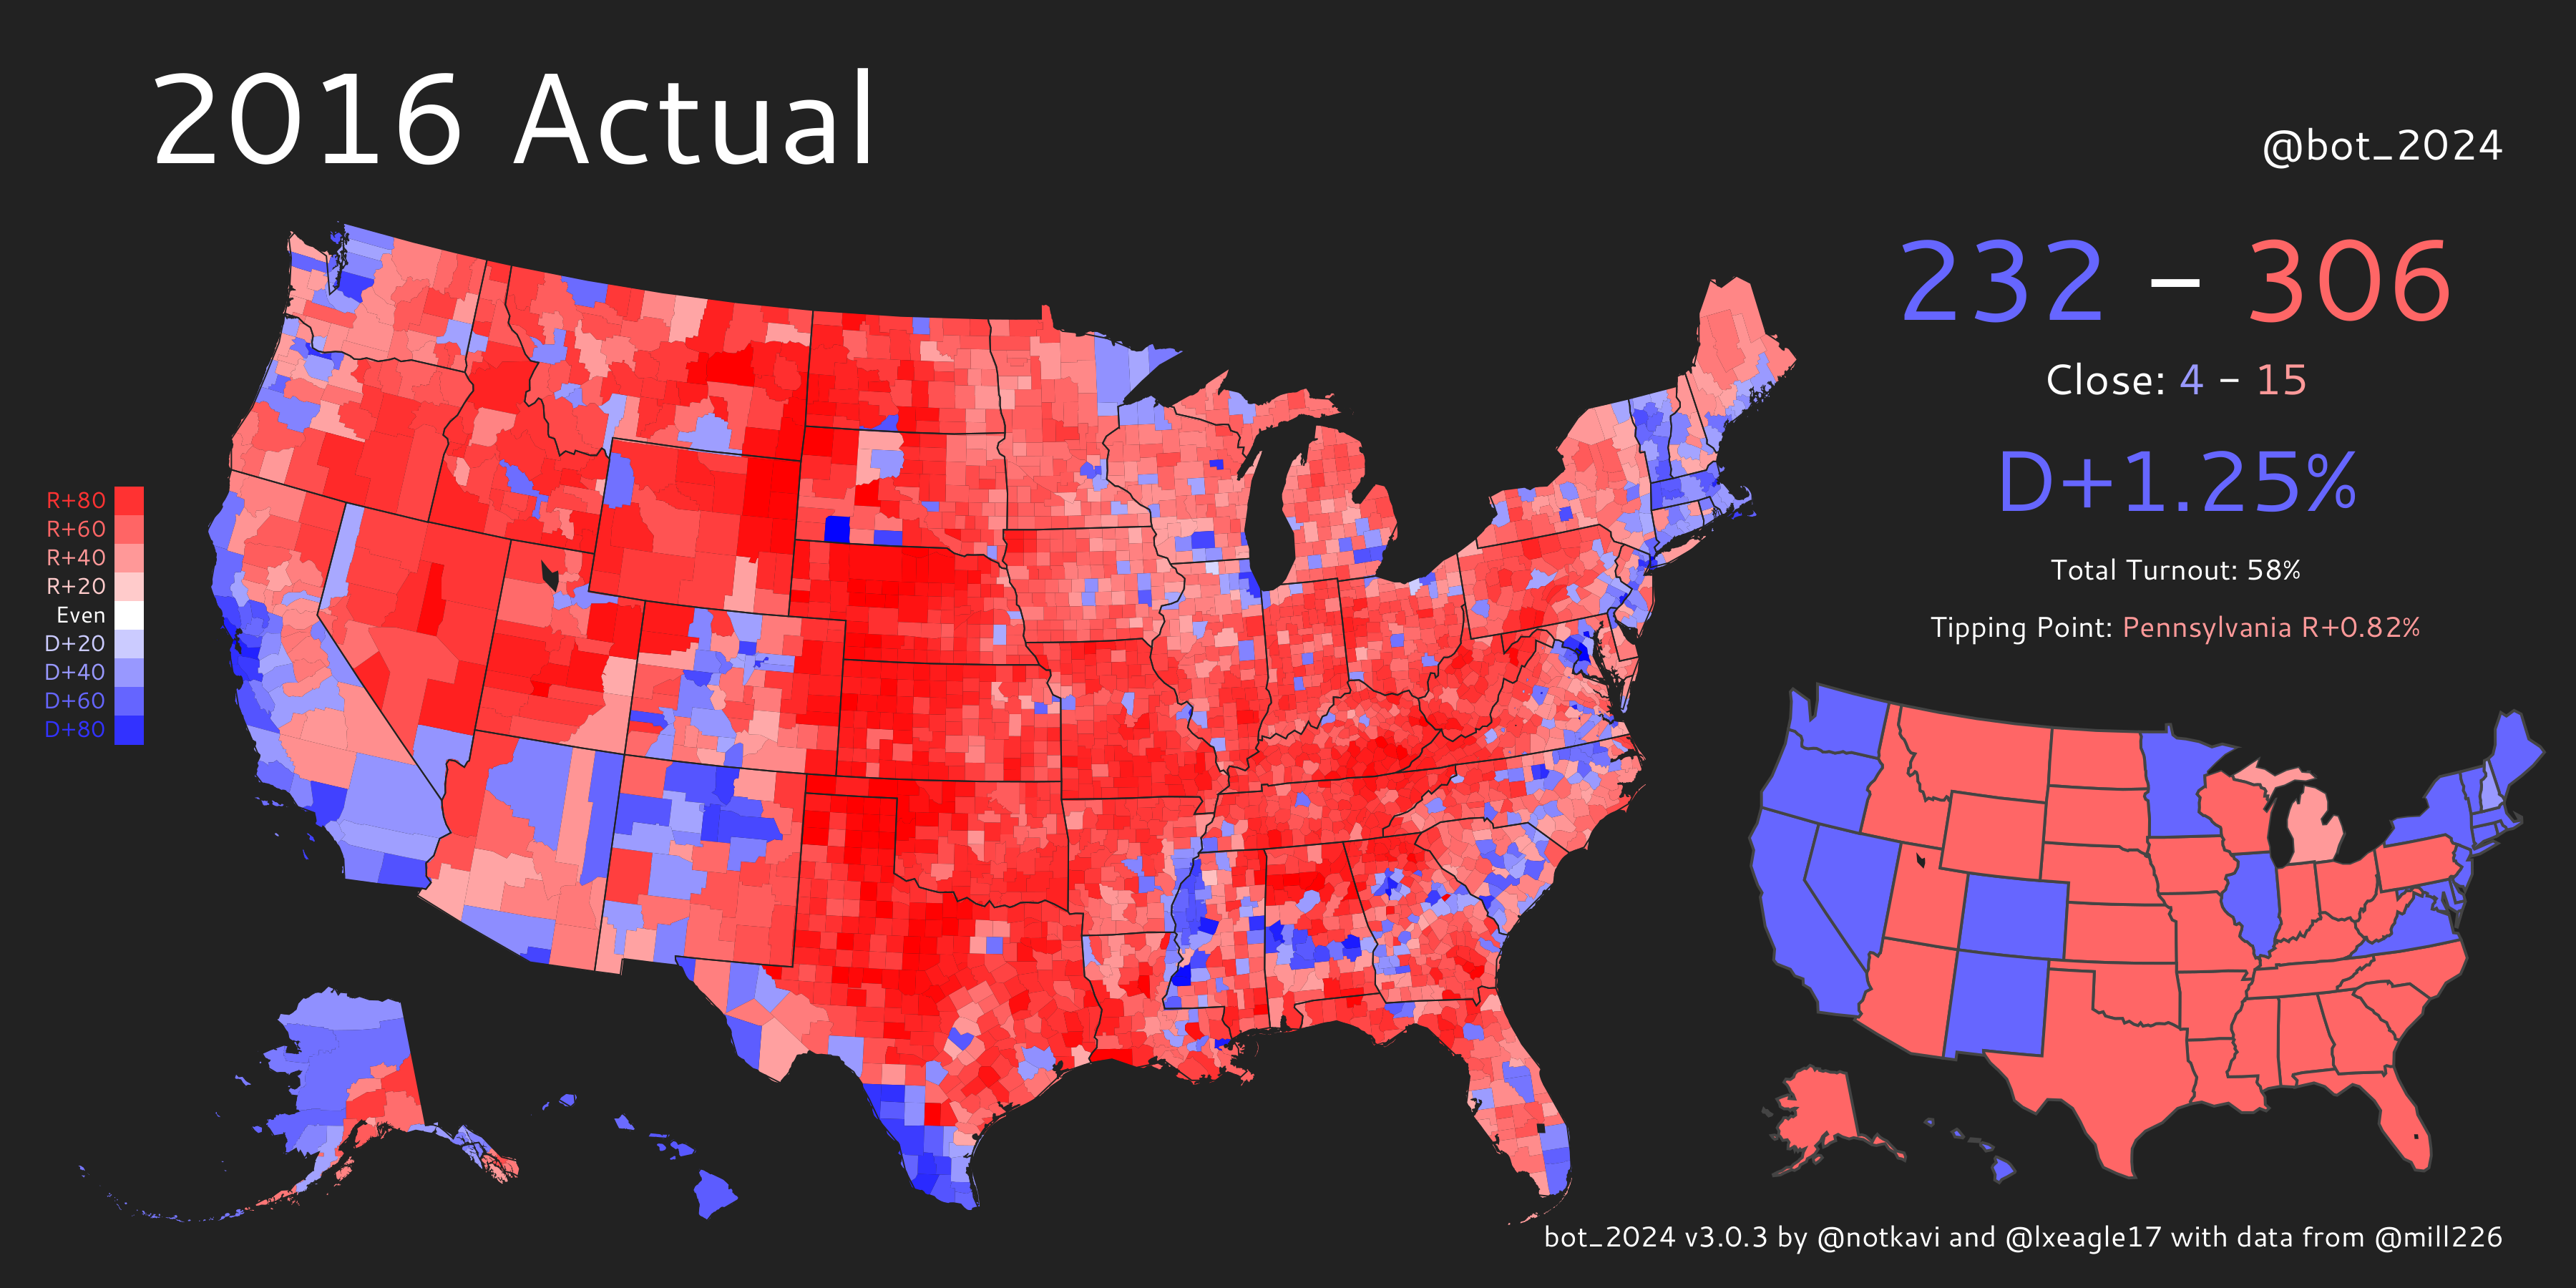 2016 Actual
@bot_2024
232 – 306
Close: 4 - 15
D+1.25%
Total Turnout: 58%
Tipping Point: Pennsylvania R+0.82%
R+80
R+60
R+40
R+20
Even
D+20
D+40
D+60
D+80
bot_2024 v3.0.3 by @notkavi and @lxeagle17 with data from @mill226